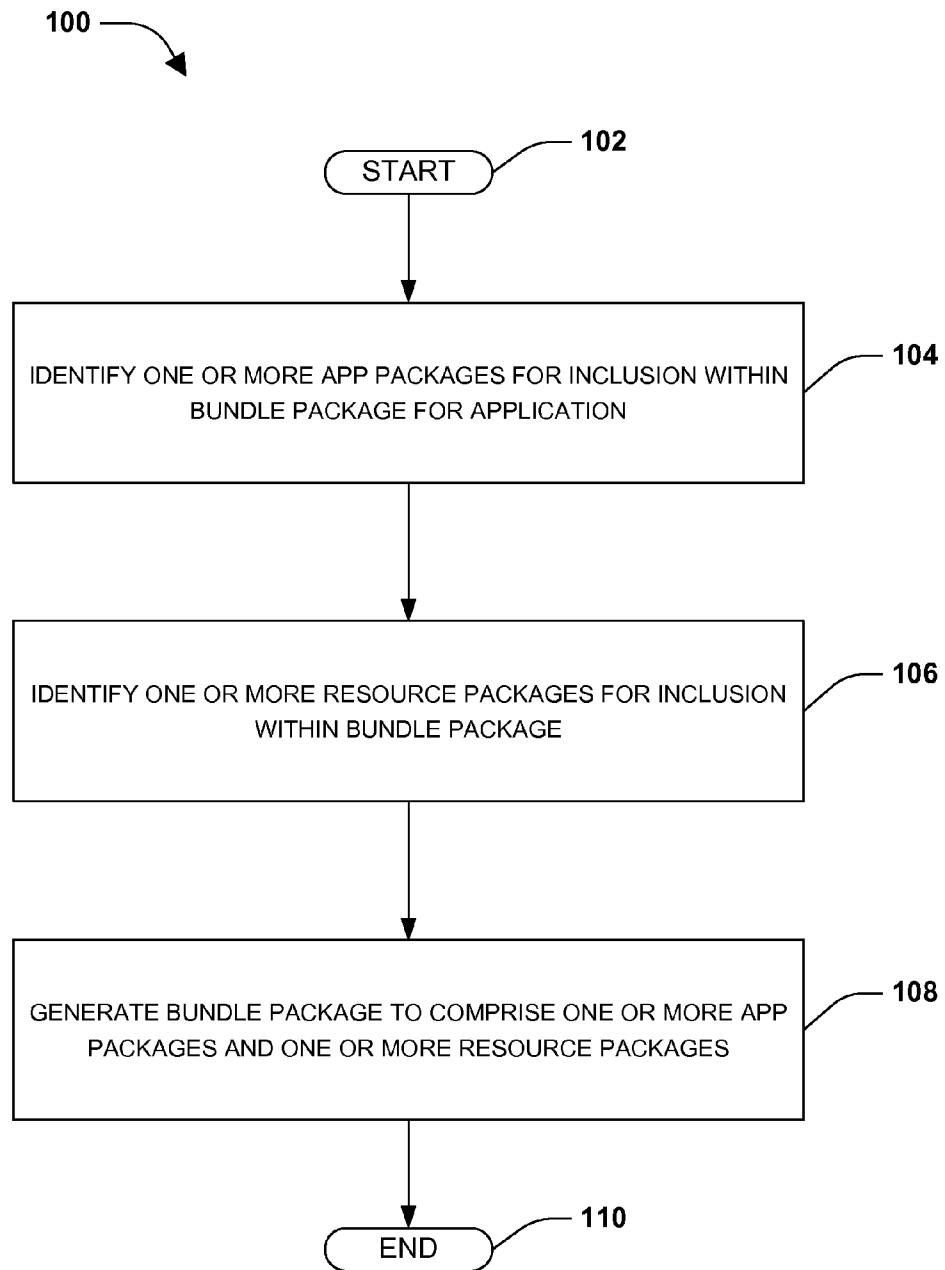 100
START
102
IDENTIFY ONE OR MORE APP PACKAGES FOR INCLUSION WITHIN
BUNDLE PACKAGE FOR APPLICATION
104
IDENTIFY ONE OR MORE RESOURCE PACKAGES FOR INCLUSION
WITHIN BUNDLE PACKAGE
106
GENERATE BUNDLE PACKAGE TO COMPRISE ONE OR MORE APP
PACKAGES AND ONE OR MORE RESOURCE PACKAGES
108
END
110